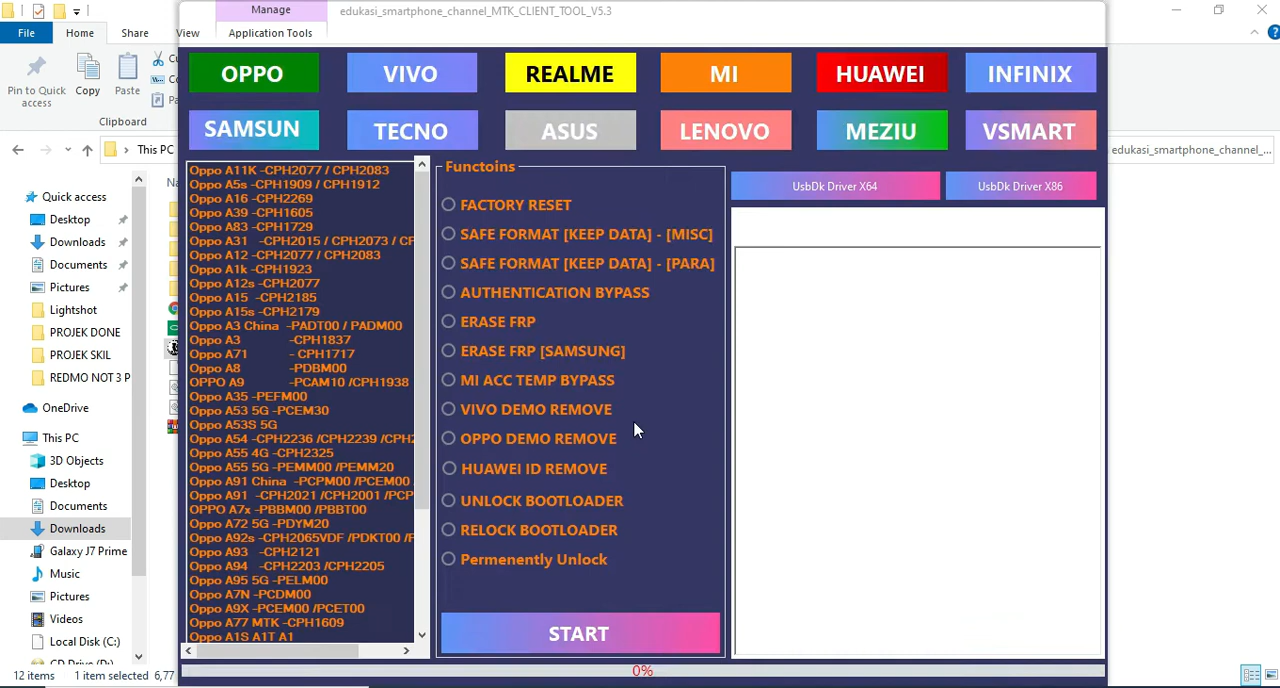 Manage
edukasi_smartphone_channel_MTK_CLIENT_TOOL_V5.3
File
Home
Share
View
Application Tools
Pin to Quick access
Copy
Paste
Clipboard
OPPO
VIVO
REALME
MI
HUAWEI
INFINIX
SAMSUN
TECNO
ASUS
LENOVO
MEZIU
VSMART
This PC
edukasi_smartphone_channel_...
Quick access
Desktop
Downloads
Documents
Pictures
Lightshot
PROJEK DONE
PROJEK SKIL
REDMO NOT 3 P
OneDrive
This PC
3D Objects
Desktop
Documents
Downloads
Galaxy J7 Prime
Music
Pictures
Videos
Local Disk (C:)
12 items
1 item selected
6,77
Oppo A11K -CPH2077 / CPH2083
Oppo A5s -CPH1909 / CPH1912
Oppo A16 -CPH2269
Oppo A39 -CPH1605
Oppo A83 -CPH1729
Oppo A31 -CPH2015 / CPH2073 / CF
Oppo A12 -CPH2077 / CPH2083
Oppo A1k -CPH1923
Oppo A12s -CPH2077
Oppo A15 -CPH2185
Oppo A15s -CPH2179
Oppo A3 China -PADT00 / PADM00
Oppo A3 -CPH1837
Oppo A71 - CPH1717
Oppo A8 -PDBM00
OPPO A9 -PCAM10 /CPH1938
Oppo A35 -PEFM00
Oppo A53 5G -PCEM30
Oppo A53S 5G
Oppo A54 -CPH2236 /CPH2239 /CPH2
Oppo A55 4G -CPH2325
Oppo A55 5G -PEMM00 /PEMM20
Oppo A91 China -PCPM00 /PCEM00
Oppo A91 -CPH2021 /CPH2001 /PCP
OPPO A7x -PBBM00 /PBBT00
Oppo A72 5G -PDYM20
Oppo A92s -CPH2065VDF /PDKT00 /F
Oppo A93 -CPH2121
Oppo A94 -CPH2203 /CPH2205
Oppo A95 5G -PELM00
Oppo A7N -PCDM00
Oppo A9X -PCEM00 /PCET00
Oppo A77 MTK -CPH1609
Oppo A1S A1T A1
Functoins
FACTORY RESET
SAFE FORMAT [KEEP DATA] - [MISC]
SAFE FORMAT [KEEP DATA] - [PARA]
AUTHENTICATION BYPASS
ERASE FRP
ERASE FRP [SAMSUNG]
MI ACC TEMP BYPASS
VIVO DEMO REMOVE
OPPO DEMO REMOVE
HUAWEI ID REMOVE
UNLOCK BOOTLOADER
RELOCK BOOTLOADER
Permenently Unlock
START
UsbDk Driver X64
UsbDk Driver X86
0%